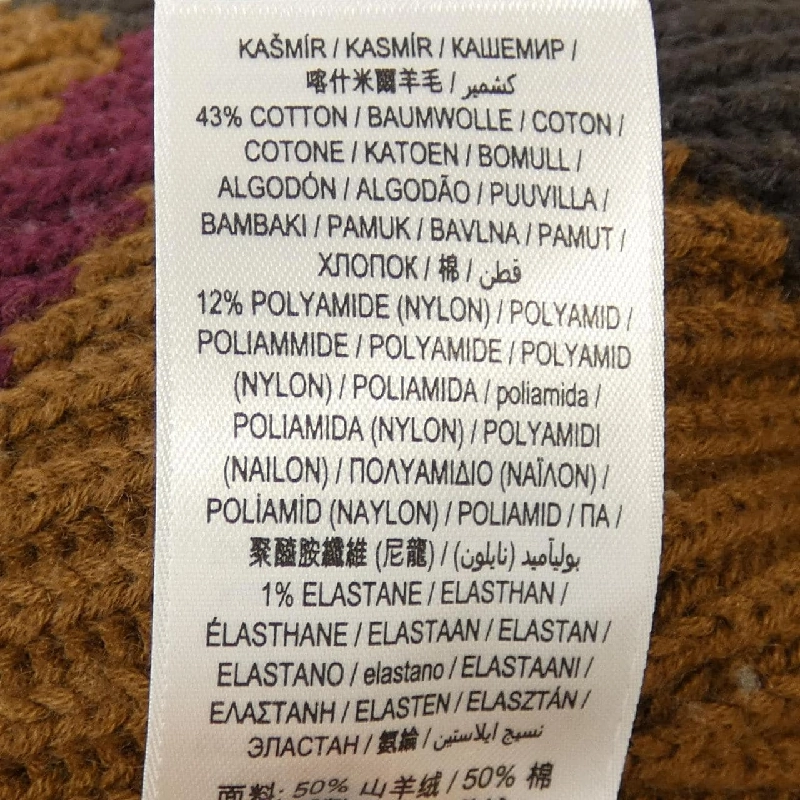 KAŠMÍR / KASMÍR / КАШЕМИР /
喀什米爾羊毛 / كشمير
43% COTTON / BAUMWOLLE / COTON /
COTONE / KATOEN / BOMULL /
ALGODÓN / ALGODÃO / PUUVILLA /
BAMBAKI / PAMUK / BAVLNA / PAMUT /
ХЛОПОК / 棉 / قطن
12% POLYAMIDE (NYLON) / POLYAMID /
POLIAMMIDE / POLYAMIDE / POLYAMID
(NYLON) / POLIAMIDA / poliamida /
POLIAMIDA (NYLON) / POLYAMIDI
(NAILON) / ΠΟΛΥΑΜΙΔΙΟ (ΝΑΪΛΟΝ) /
POLİAMİD (NAYLON) / POLIAMID / ПА /
聚醯胺纖維 (尼龍) / بوليآميد (نايلون)
1% ELASTANE / ELASTHAN /
ÉLASTHANE / ELASTAAN / ELASTAN /
ELASTANO / elastano / ELASTAANI /
ΕΛΑΣΤΑΝΗ / ELASTEN / ELASZTÁN /
ЭЛАСТАН / 氨綸 / نسيج ايلاستين
面料: 50% 山羊绒 / 50% 棉